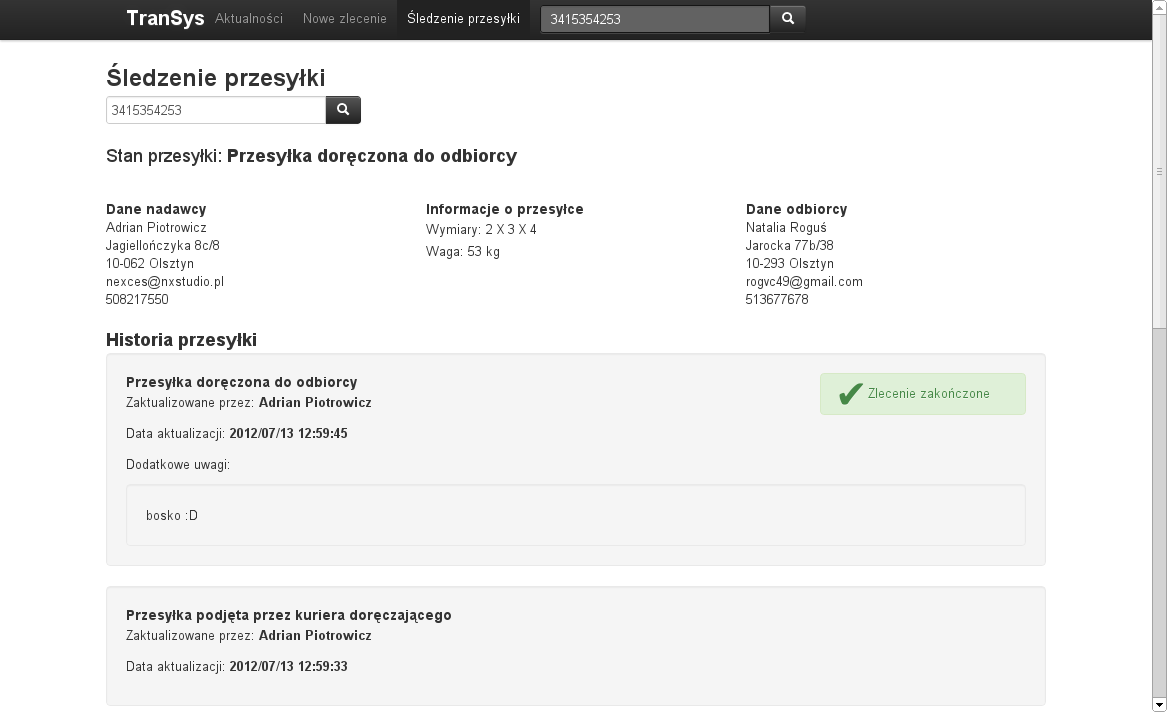 TranSys Aktualności Nowe zlecenie Śledzenie przesyłki 3415354253
Śledzenie przesyłki
3415354253
Stan przesyłki: Przesyłka doręczona do odbiorcy
Dane nadawcy
Adrian Piotrowicz
Jagiellończyka 8c/8
10-062 Olsztyn
nexces@nxstudio.pl
508217550
Informacje o przesyłce
Wymiary: 2 X 3 X 4
Waga: 53 kg
Dane odbiorcy
Natalia Roguś
Jarocka 77b/38
10-293 Olsztyn
rogvc49@gmail.com
513677678
Historia przesyłki
Przesyłka doręczona do odbiorcy
Zaktualizowane przez: Adrian Piotrowicz
Zlecenie zakończone
Data aktualizacji: 2012/07/13 12:59:45
Dodatkowe uwagi:
bosko :D
Przesyłka podjęta przez kuriera doręczającego
Zaktualizowane przez: Adrian Piotrowicz
Data aktualizacji: 2012/07/13 12:59:33